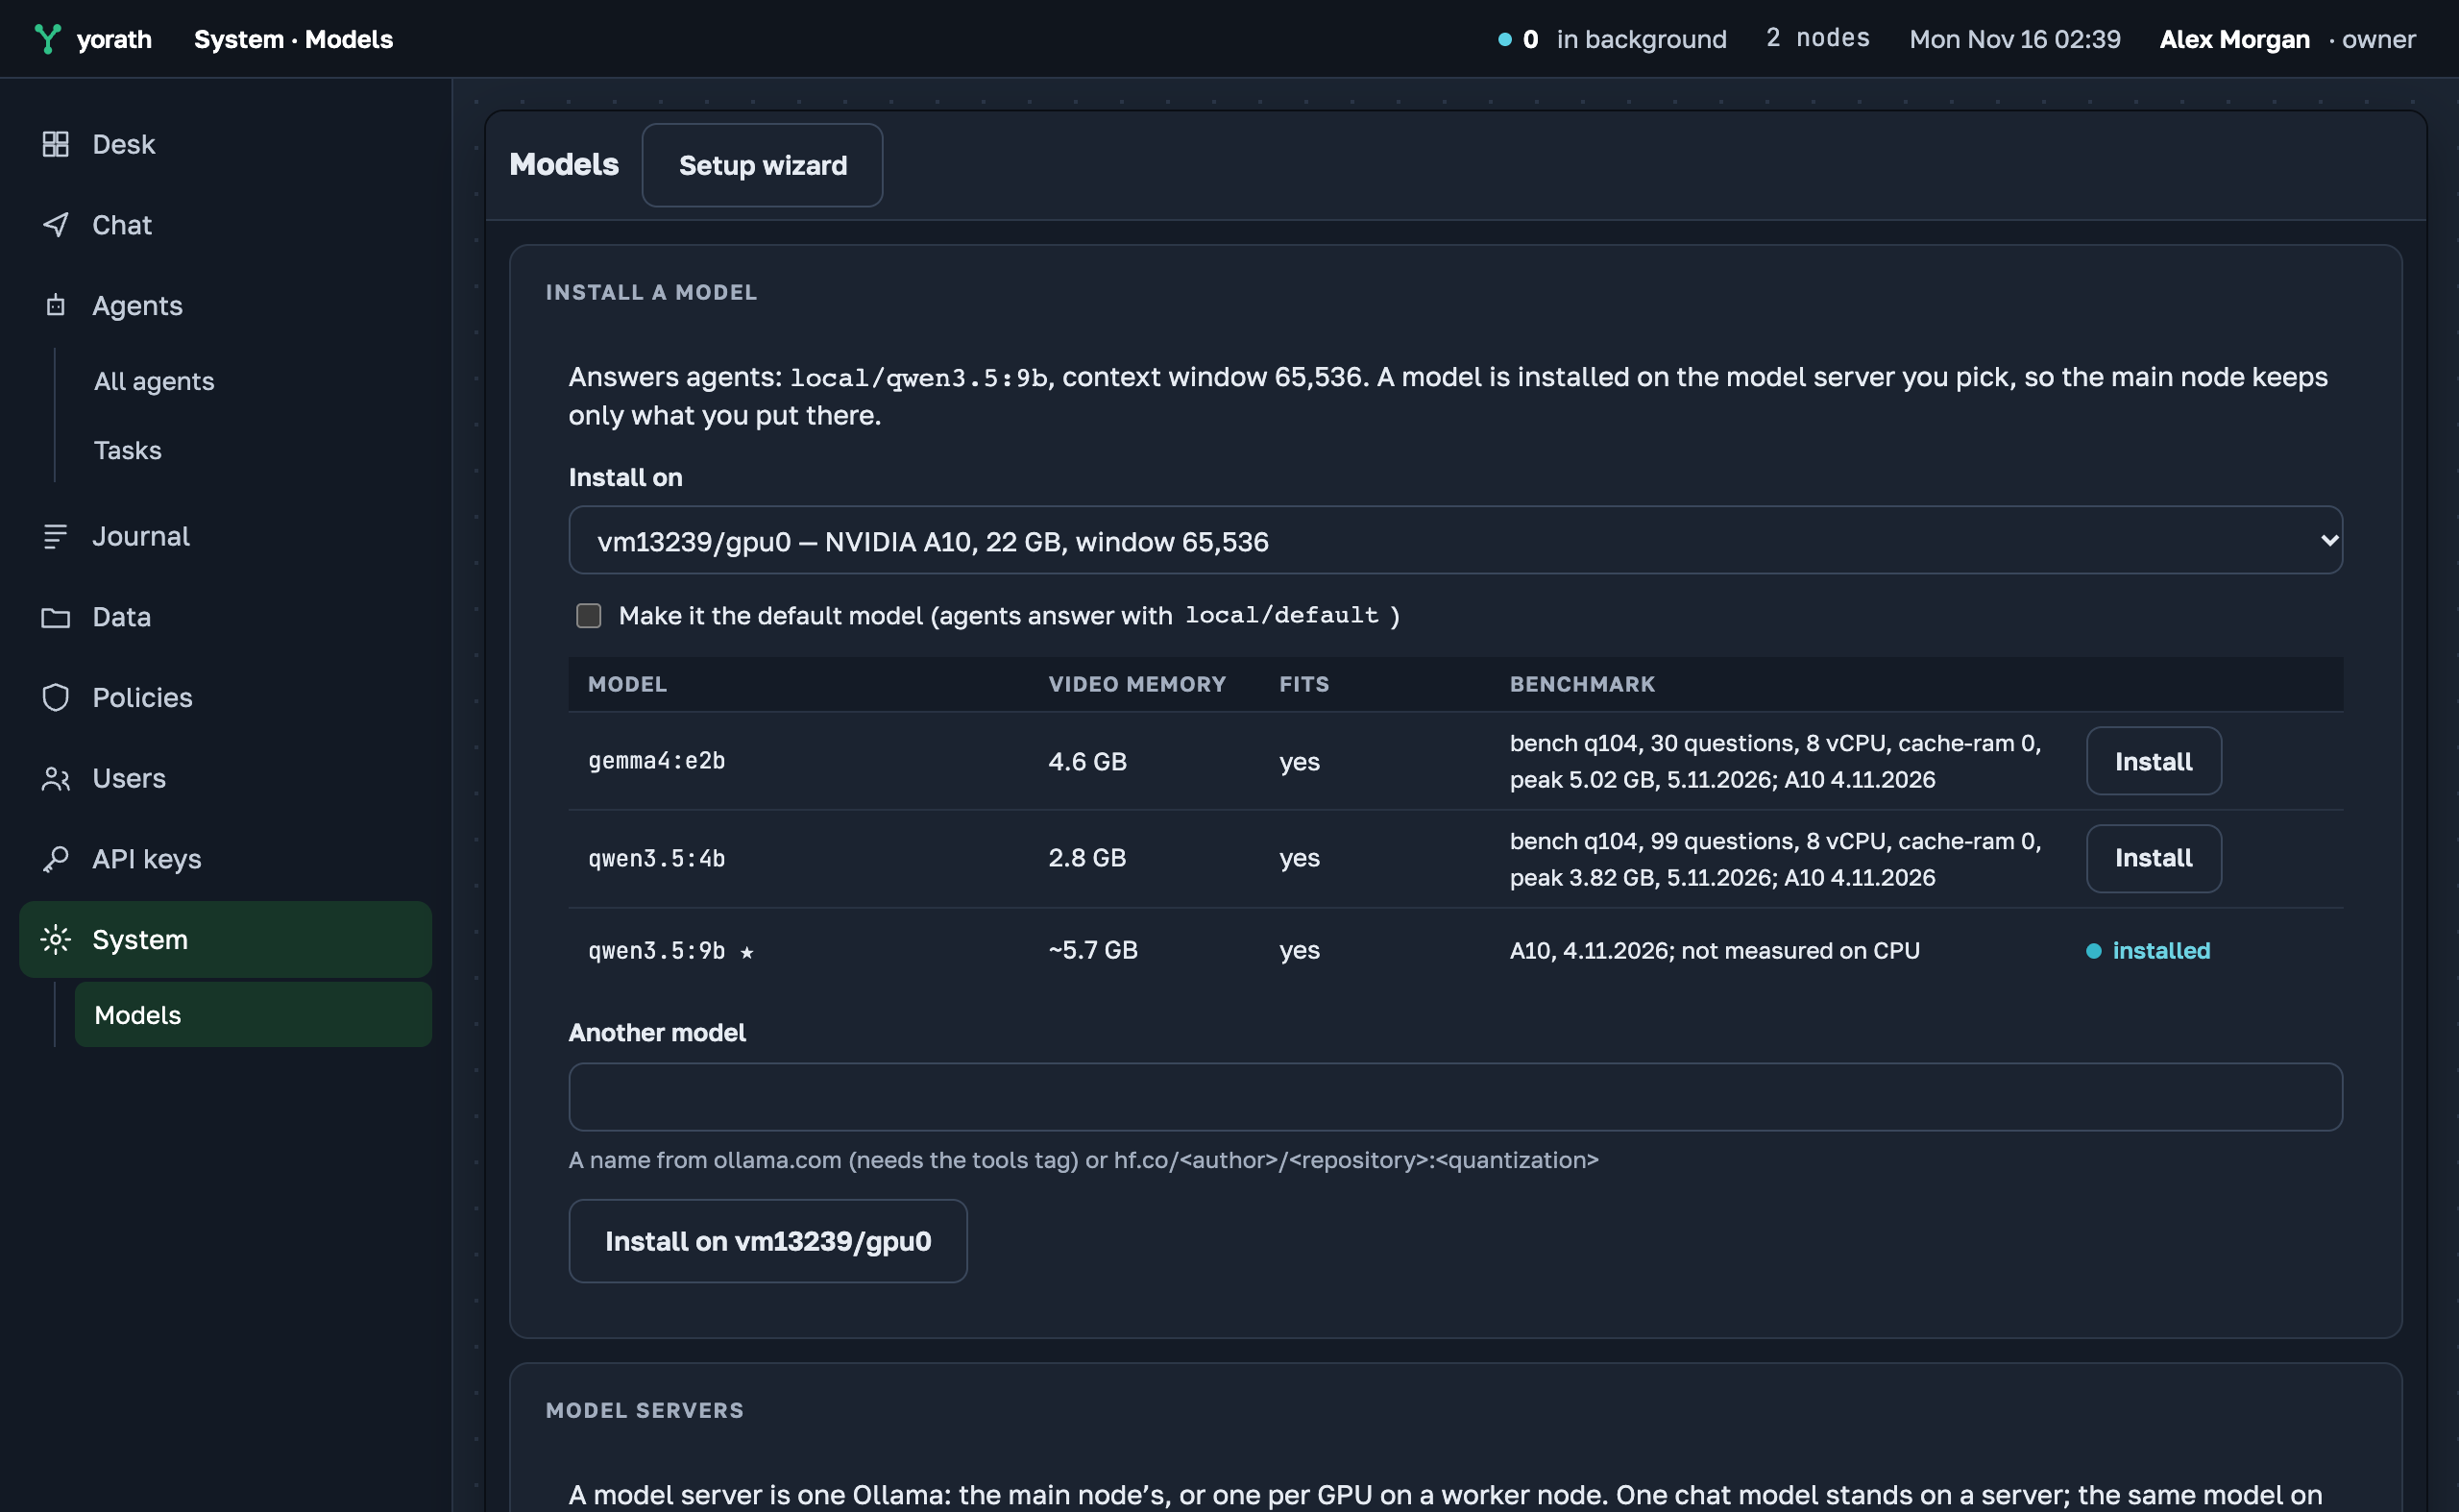 yorath
System · Models
0 in background
2 nodes
Mon Nov 16 02:39
Alex Morgan · owner
Desk
Chat
Agents
All agents
Tasks
Journal
Data
Policies
Users
API keys
System
Models
Models
Setup wizard
INSTALL A MODEL
Answers agents: local/qwen3.5:9b, context window 65,536. A model is installed on the model server you pick, so the main node keeps
only what you put there.
Install on
vm13239/gpu0 — NVIDIA A10, 22 GB, window 65,536
Make it the default model (agents answer with local/default )
MODEL VIDEO MEMORY FITS BENCHMARK
gemma4:e2b 4.6 GB yes bench q104, 30 questions, 8 vCPU, cache-ram 0,
peak 5.02 GB, 5.11.2026; A10 4.11.2026 Install
qwen3.5:4b 2.8 GB yes bench q104, 99 questions, 8 vCPU, cache-ram 0,
peak 3.82 GB, 5.11.2026; A10 4.11.2026 Install
qwen3.5:9b ★ ~5.7 GB yes A10, 4.11.2026; not measured on CPU installed
Another model
A name from ollama.com (needs the tools tag) or hf.co/<author>/<repository>:<quantization>
Install on vm13239/gpu0
MODEL SERVERS
A model server is one Ollama: the main node’s, or one per GPU on a worker node. One chat model stands on a server; the same model on